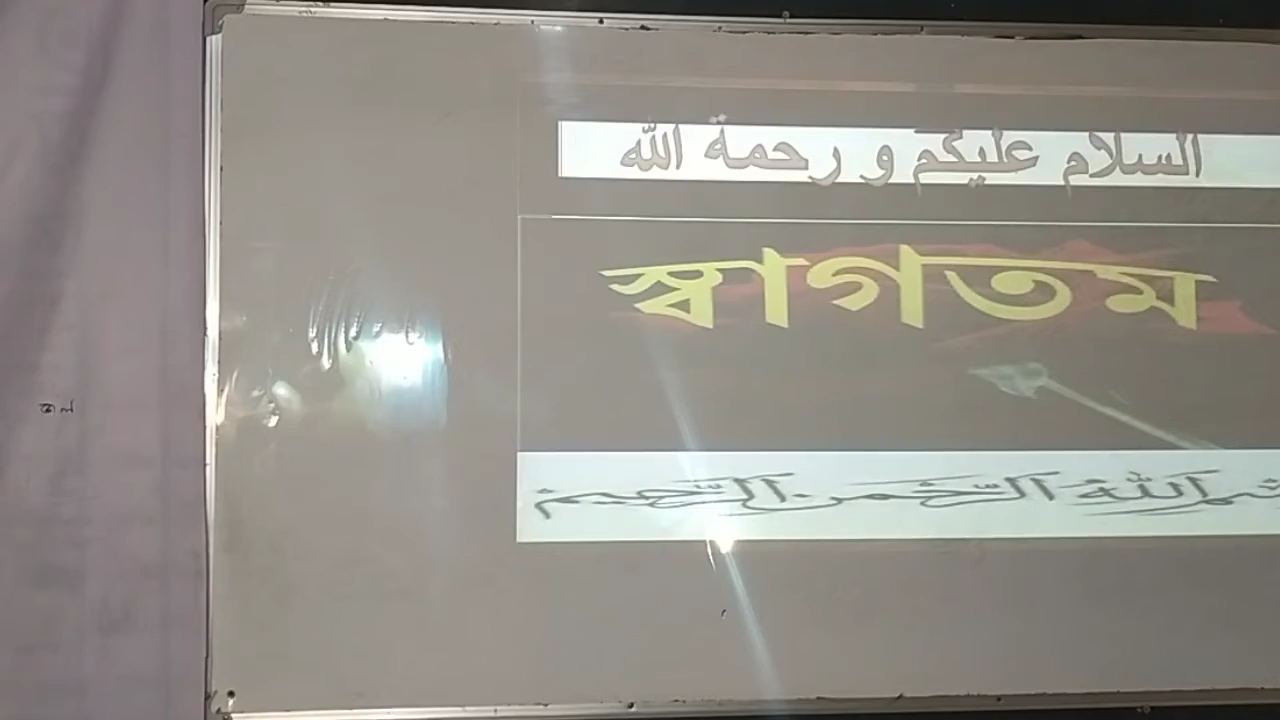 السلام عليكم و رحمة الله
স্বাগতম
بسم الله الرحمن الرحيم